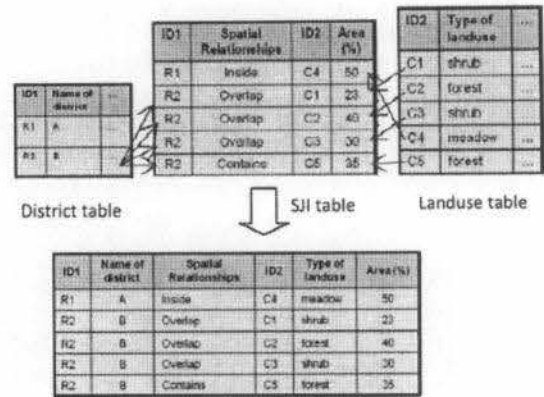 ID1 Spatial Relationships ID2 Area (%)
R1 Inside C4 50
R2 Overlap C1 23
R2 Overlap C2 40
R2 Overlap C3 30
R2 Contains C5 35
ID2 Type of landuse ...
C1 shrub ...
C2 forest ...
C3 shrub ...
C4 meadow ...
C5 forest ...
ID1 Name of district ...
R1 A ...
R2 B ...
District table
SJI table
Landuse table
ID1 Name of district Spatial Relationships ID2 Type of landuse Area (%)
R1 A Inside C4 meadow 50
R2 B Overlap C1 shrub 23
R2 B Overlap C2 forest 40
R2 B Overlap C3 shrub 30
R2 B Contains C5 forest 35